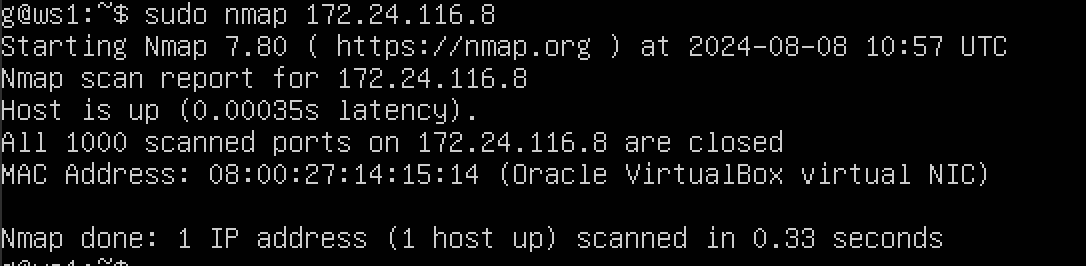 g@ws1:~$ sudo nmap 172.24.116.8
Starting Nmap 7.80 ( https://nmap.org ) at 2024-08-08 10:57 UTC
Nmap scan report for 172.24.116.8
Host is up (0.00035s latency).
All 1000 scanned ports on 172.24.116.8 are closed
MAC Address: 08:00:27:14:15:14 (Oracle VirtualBox virtual NIC)

Nmap done: 1 IP address (1 host up) scanned in 0.33 seconds
g@ws1:~$